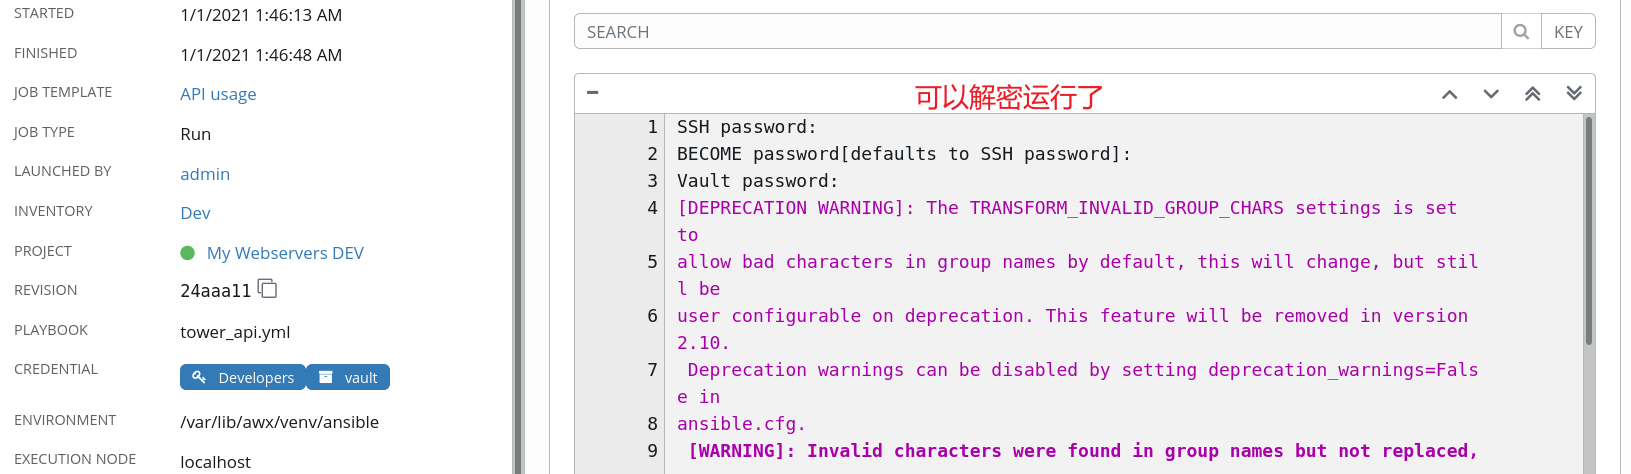 STARTED 1/1/2021 1:46:13 AM
FINISHED 1/1/2021 1:46:48 AM
JOB TEMPLATE API usage
JOB TYPE Run
LAUNCHED BY admin
INVENTORY Dev
PROJECT My Webservers DEV
REVISION 24aaa11
PLAYBOOK tower_api.yml
CREDENTIAL Developers vault
ENVIRONMENT /var/lib/awx/venv/ansible
EXECUTION NODE localhost
SEARCH KEY
可以解密运行了
1 SSH password:
2 BECOME password[defaults to SSH password]:
3 Vault password:
4 [DEPRECATION WARNING]: The TRANSFORM_INVALID_GROUP_CHARS settings is set
to
5 allow bad characters in group names by default, this will change, but stil
l be
6 user configurable on deprecation. This feature will be removed in version
2.10.
7 Deprecation warnings can be disabled by setting deprecation_warnings=Fals
e in
8 ansible.cfg.
9 [WARNING]: Invalid characters were found in group names but not replaced,